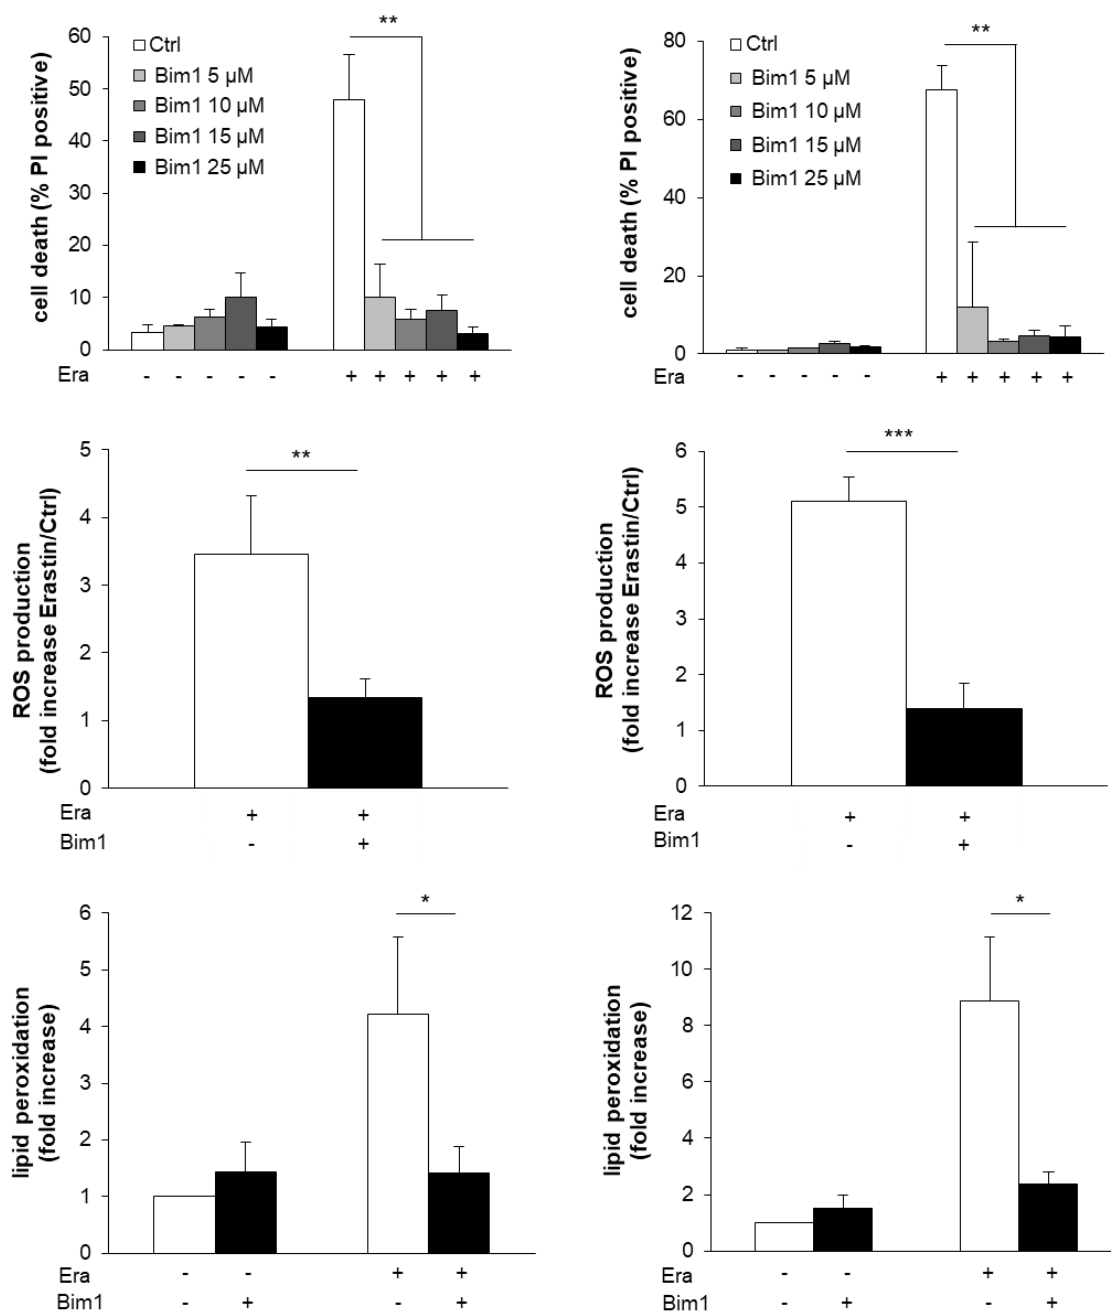 **
60
50
40
30
20
10
0
cell death (% PI positive)
Ctrl
Bim1 5 µM
Bim1 10 µM
Bim1 15 µM
Bim1 25 µM
Era - - - - - + + + + +
**
80
60
40
20
0
cell death (% PI positive)
Ctrl
Bim1 5 µM
Bim1 10 µM
Bim1 15 µM
Bim1 25 µM
Era - - - - - + + + + +
**
5
4
3
2
1
0
ROS production
(fold increase Erastin/Ctrl)
Era + +
Bim1 - +
***
6
5
4
3
2
1
0
ROS production
(fold increase Erastin/Ctrl)
Era + +
Bim1 - +
*
6
5
4
3
2
1
0
lipid peroxidation
(fold increase)
Era - - + +
Bim1 - + - +
*
12
10
8
6
4
2
0
lipid peroxidation
(fold increase)
Era - - + +
Bim1 - + - +